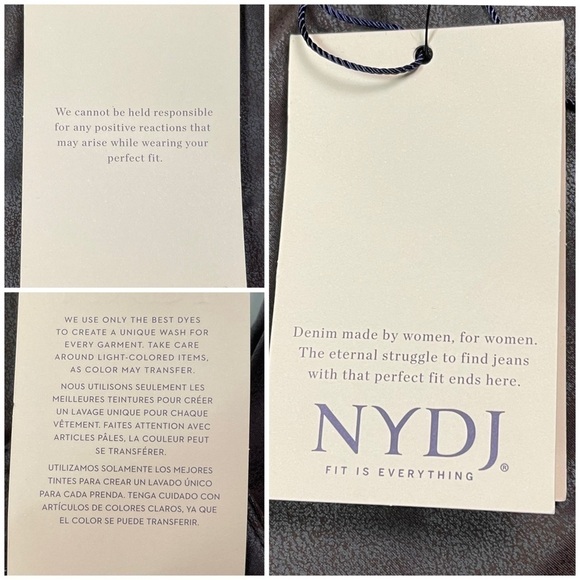 We cannot be held responsible
for any positive reactions that
may arise while wearing your
perfect fit.
WE USE ONLY THE BEST DYES
TO CREATE A UNIQUE WASH FOR
EVERY GARMENT. TAKE CARE
AROUND LIGHT-COLORED ITEMS,
AS COLOR MAY TRANSFER.
NOUS UTILISONS SEULEMENT LES
MEILLEURES TEINTURES POUR CRÉER
UN LAVAGE UNIQUE POUR CHAQUE
VÊTEMENT. FAITES ATTENTION AVEC
ARTICLES PÂLES, LA COULEUR PEUT
SE TRANSFÉRER.
UTILIZAMOS SOLAMENTE LOS MEJORES
TINTES PARA CREAR UN LAVADO ÚNICO
PARA CADA PRENDA. TENGA CUIDADO CON
ARTÍCULOS DE COLORES CLAROS, YA QUE
EL COLOR SE PUEDE TRANSFERIR.
Denim made by women, for women.
The eternal struggle to find jeans
with that perfect fit ends here.
NYDJ®
FIT IS EVERYTHING